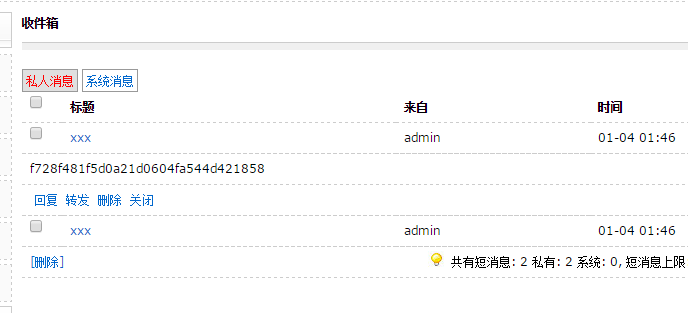 收件箱
私人消息 系统消息
标题 来自 时间
xxx admin 01-04 01:46
f728f481f5d0a21d0604fa544d421858
回复 转发 删除 关闭
xxx admin 01-04 01:46
[删除] 共有短消息: 2 私有: 2 系统: 0, 短消息上限